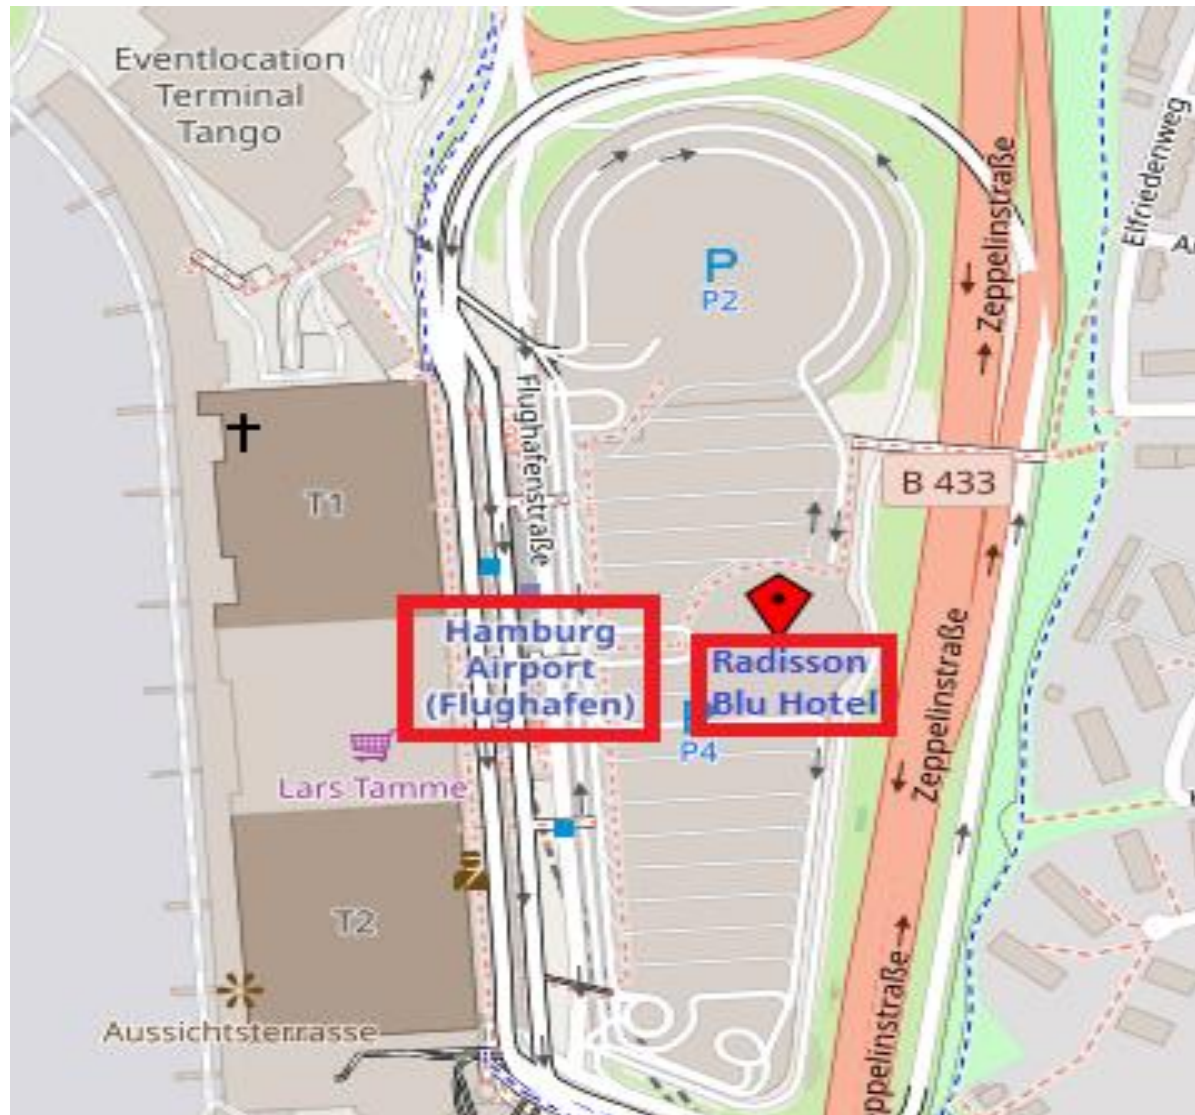 Eventlocation
Terminal
Tango
Elfriedenweg
Zeppelinstraße
P
P2
Flughafenstraße
B 433
T1
Hamburg
Airport
(Flughafen)
Radisson
Blu Hotel
P4
Zeppelinstraße
Lars Tamme
T2
Aussichtsterrasse